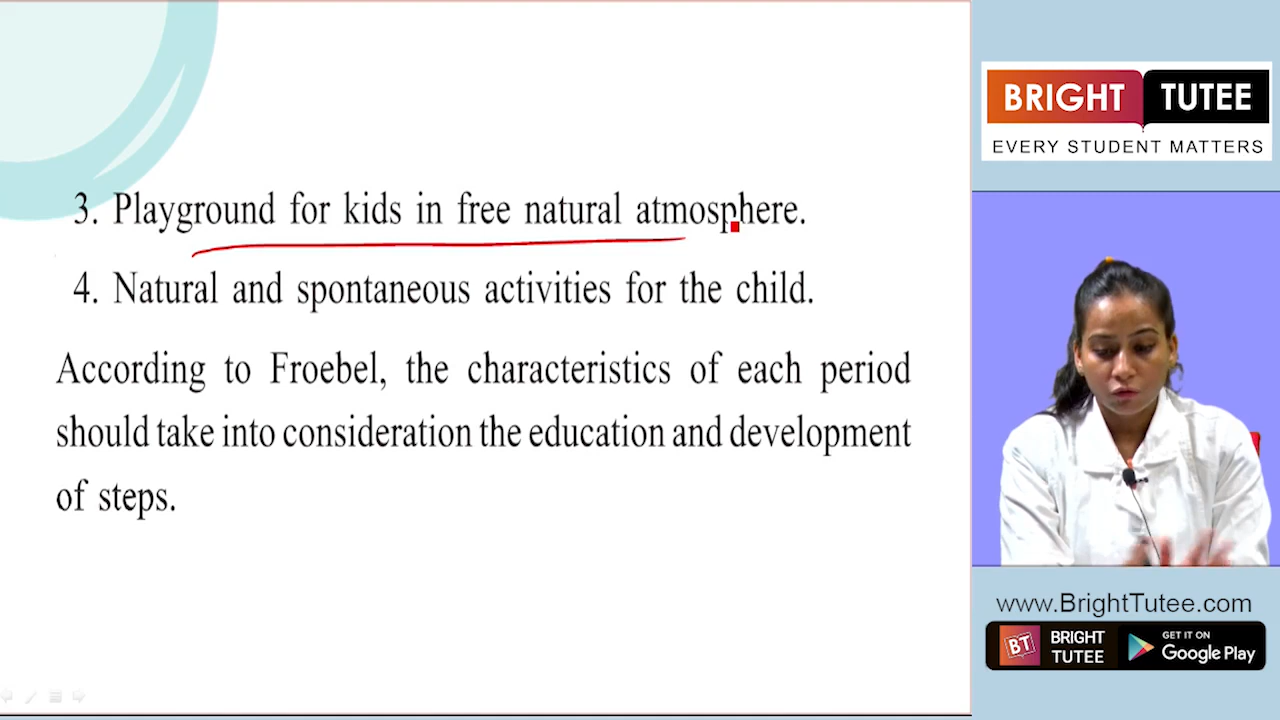 3. Playground for kids in free natural atmosphere.
4. Natural and spontaneous activities for the child.
According to Froebel, the characteristics of each period
should take into consideration the education and development
of steps.
BRIGHT TUTEE
EVERY STUDENT MATTERS
www.BrightTutee.com
BT
BRIGHT
TUTEE
GET IT ON
Google Play